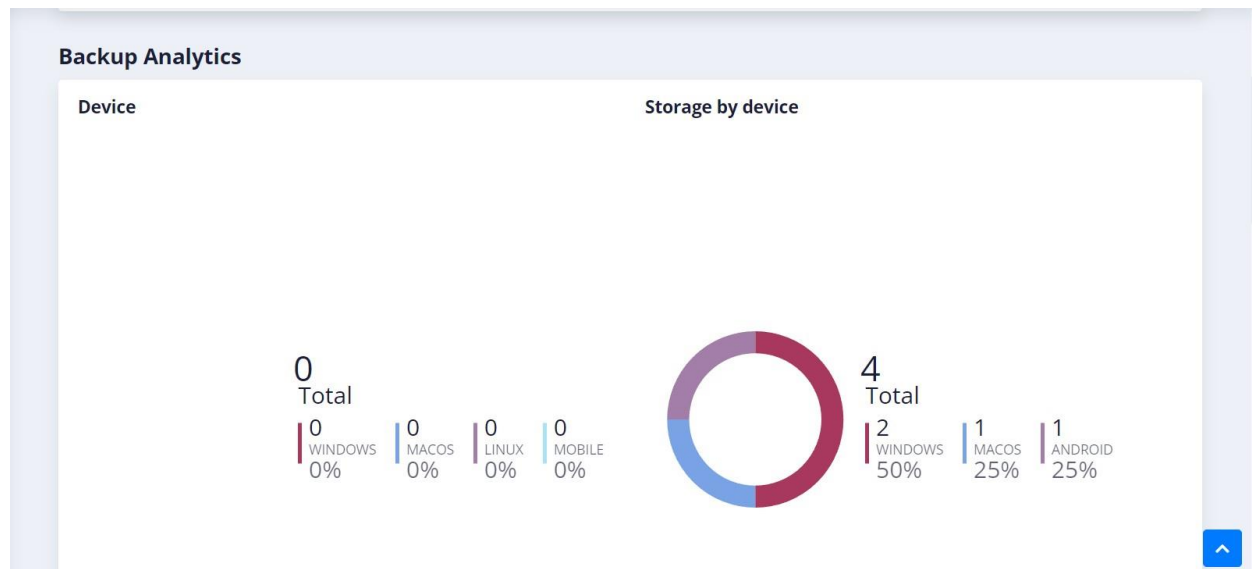 Backup Analytics
Device
Storage by device
0
Total
0 0 0 0
WINDOWS MACOS LINUX MOBILE
0% 0% 0% 0%
4
Total
2 1 1
WINDOWS MACOS ANDROID
50% 25% 25%